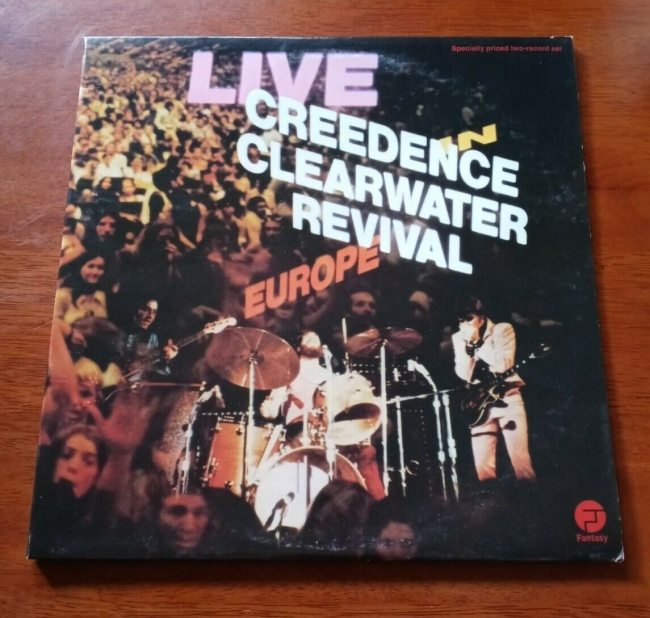 Specially priced two-record set
LIVE
IN
CREEDENCE
CLEARWATER
REVIVAL
EUROPE
Fantasy